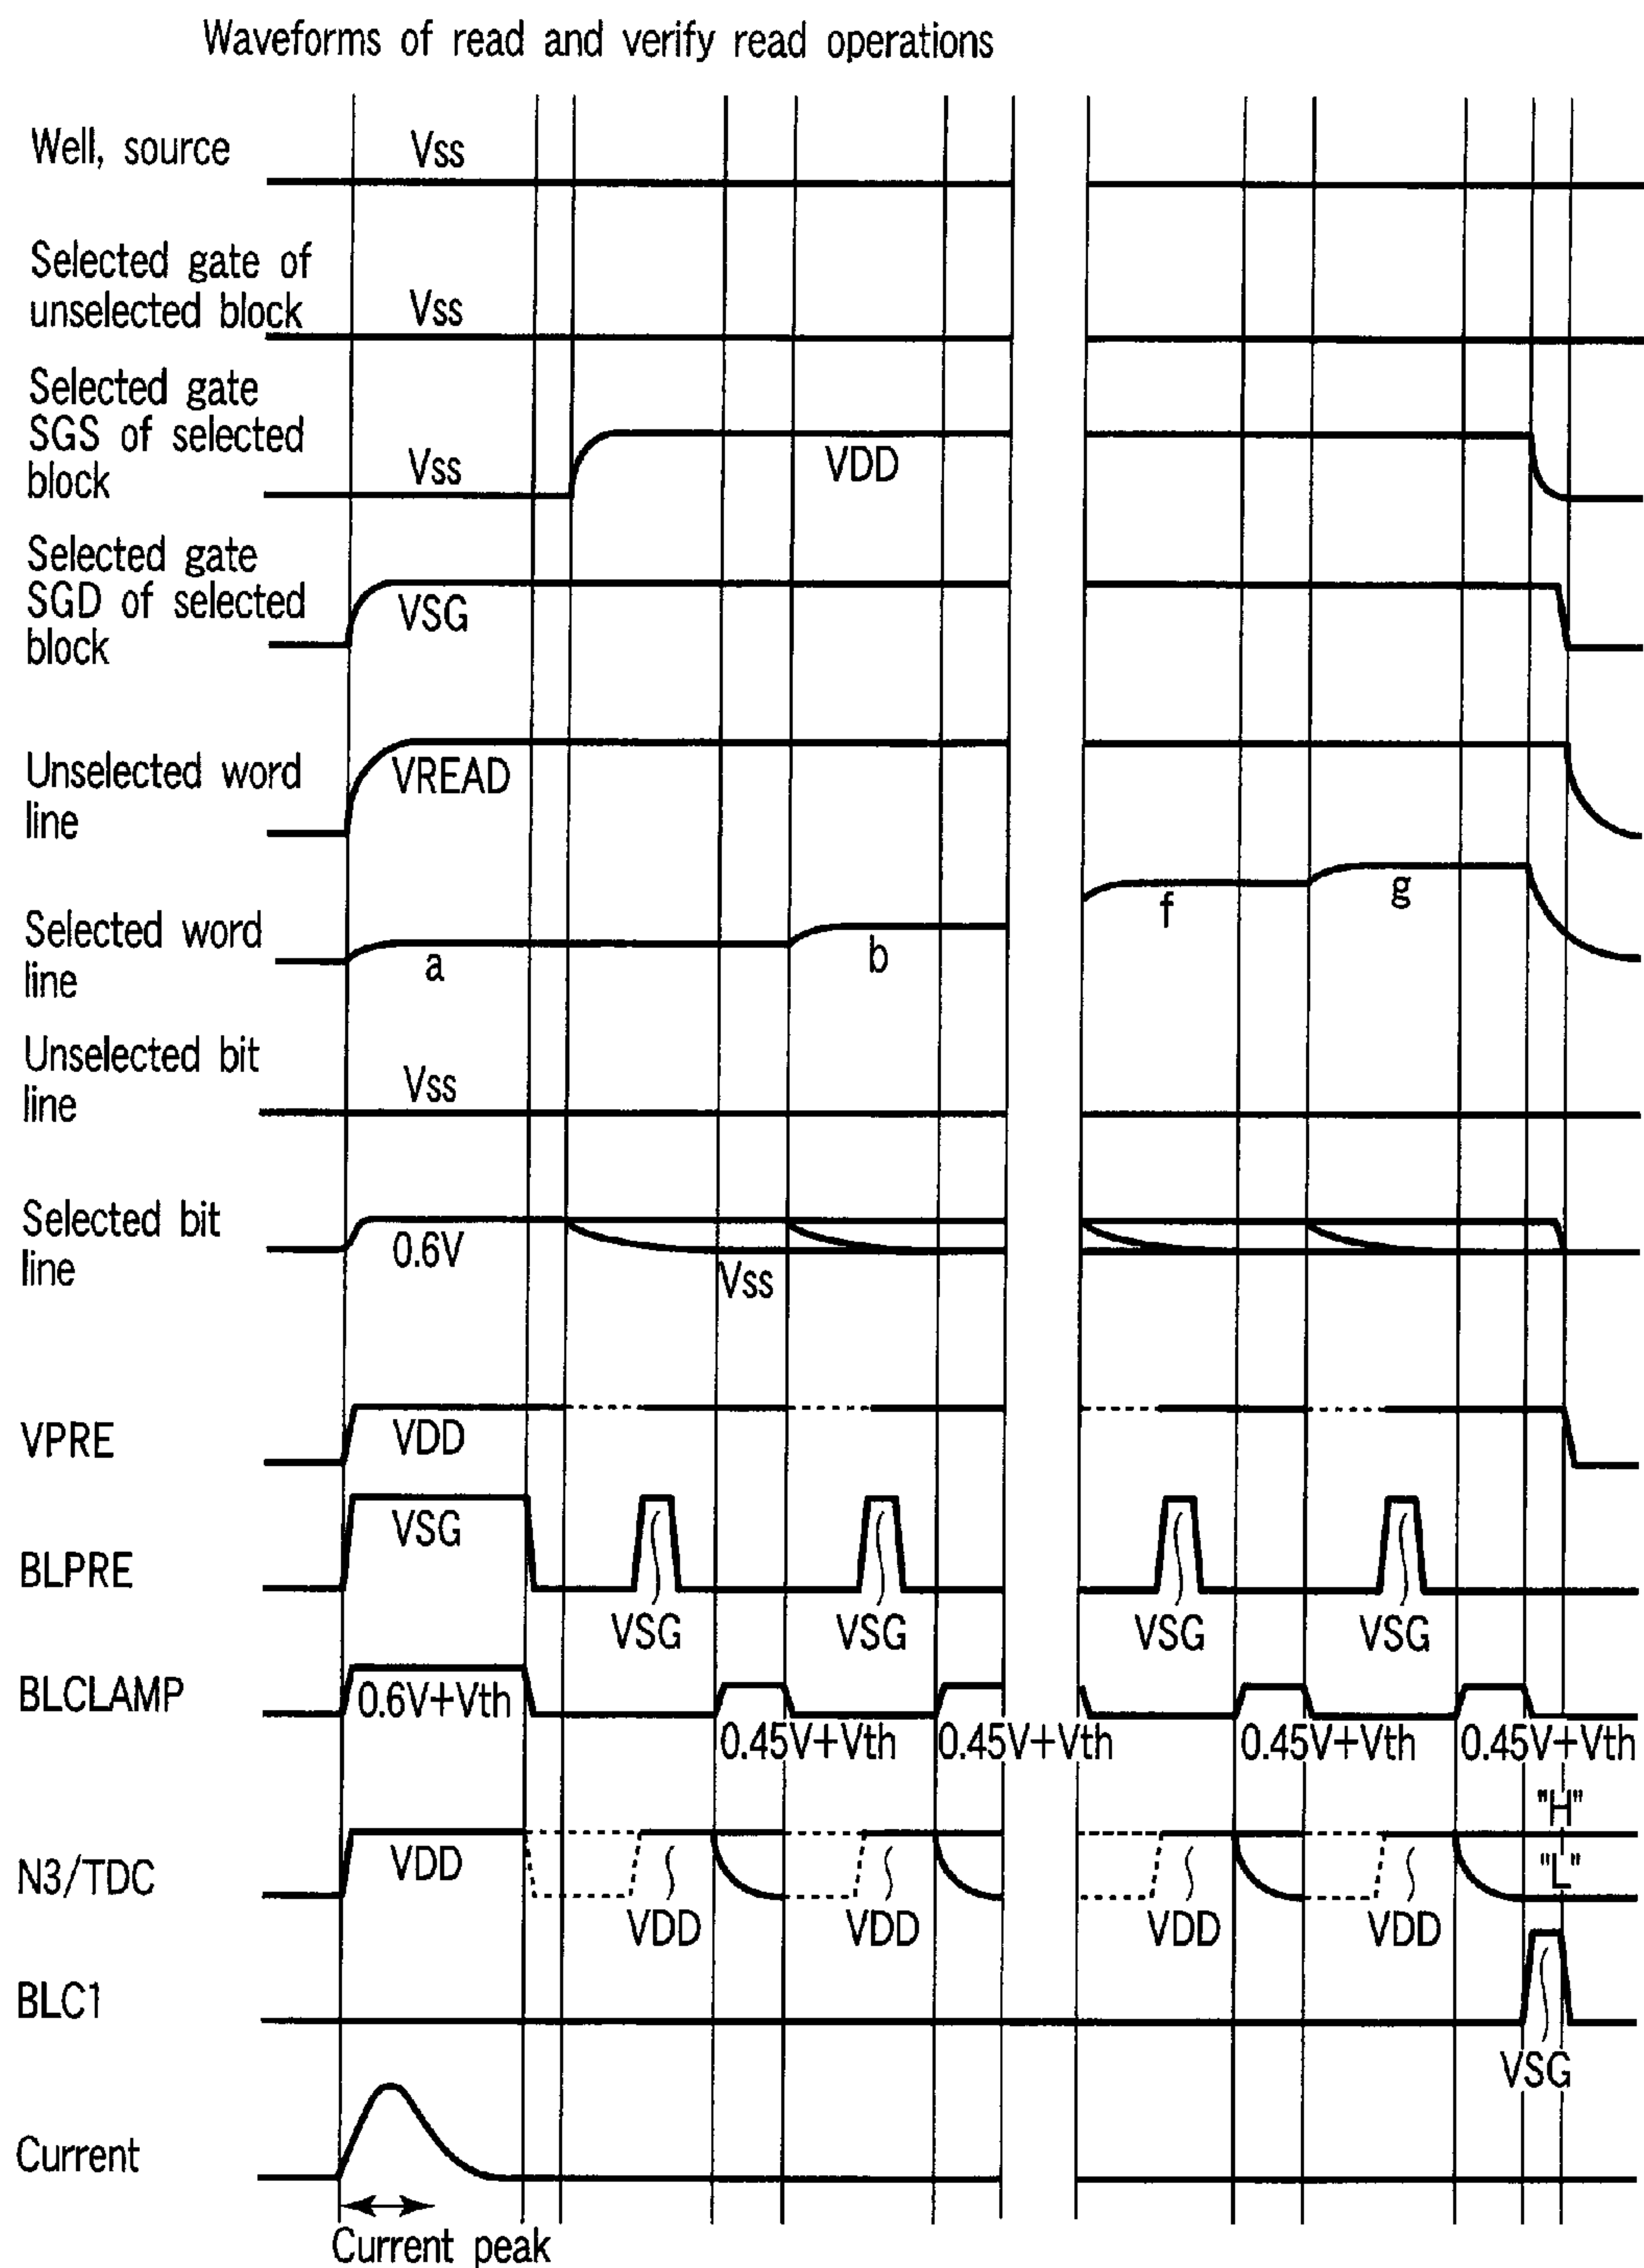 Waveforms of read and verify read operations
Well, source
Vss
Selected gate of
unselected block
Vss
Selected gate
SGS of selected
block
Vss
VDD
Selected gate
SGD of selected
block
VSG
Unselected word
line
VREAD
Selected word
line
a
b
f
g
Unselected bit
line
Vss
Selected bit
line
0.6V
Vss
VPRE
VDD
BLPRE
VSG
VSG
VSG
VSG
VSG
BLCLAMP
0.6V+Vth
0.45V+Vth
0.45V+Vth
0.45V+Vth
0.45V+Vth
N3/TDC
VDD
VDD
VDD
VDD
VDD
"H"
"L"
BLC1
VSG
Current
Current peak